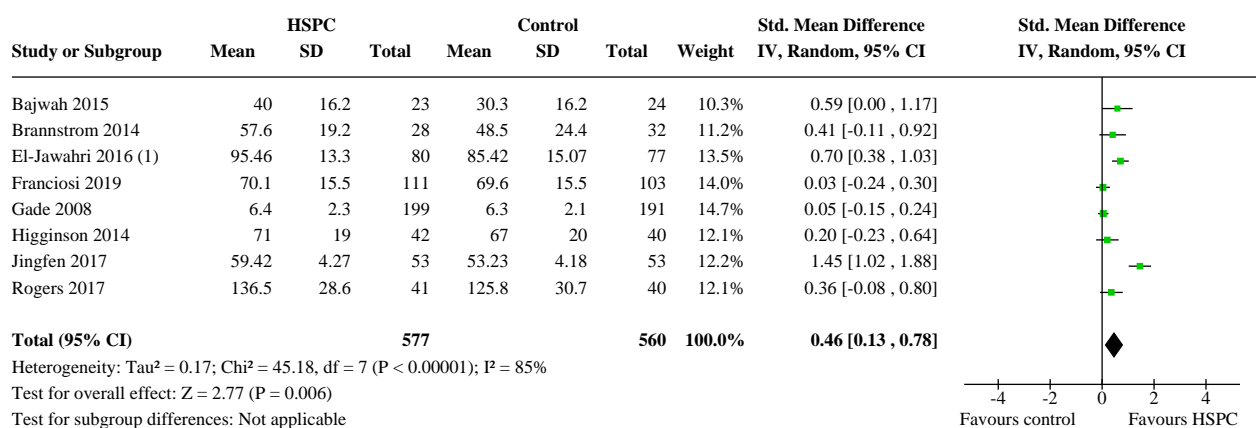 HSPC Control Std. Mean Difference Std. Mean Difference
Study or Subgroup Mean SD Total Mean SD Total Weight IV, Random, 95% CI IV, Random, 95% CI
Bajwah 2015 40 16.2 23 30.3 16.2 24 10.3% 0.59 [0.00 , 1.17]
Brannstrom 2014 57.6 19.2 28 48.5 24.4 32 11.2% 0.41 [-0.11 , 0.92]
El-Jawahri 2016 (1) 95.46 13.3 80 85.42 15.07 77 13.5% 0.70 [0.38 , 1.03]
Franciosi 2019 70.1 15.5 111 69.6 15.5 103 14.0% 0.03 [-0.24 , 0.30]
Gade 2008 6.4 2.3 199 6.3 2.1 191 14.7% 0.05 [-0.15 , 0.24]
Higginson 2014 71 19 42 67 20 40 12.1% 0.20 [-0.23 , 0.64]
Jingfen 2017 59.42 4.27 53 53.23 4.18 53 12.2% 1.45 [1.02 , 1.88]
Rogers 2017 136.5 28.6 41 125.8 30.7 40 12.1% 0.36 [-0.08 , 0.80]
Total (95% CI) 577 560 100.0% 0.46 [0.13 , 0.78]
Heterogeneity: Tau² = 0.17; Chi² = 45.18, df = 7 (P < 0.00001); I² = 85%
Test for overall effect: Z = 2.77 (P = 0.006)
-4 -2 0 2 4
Test for subgroup differences: Not applicable
Favours control Favours HSPC